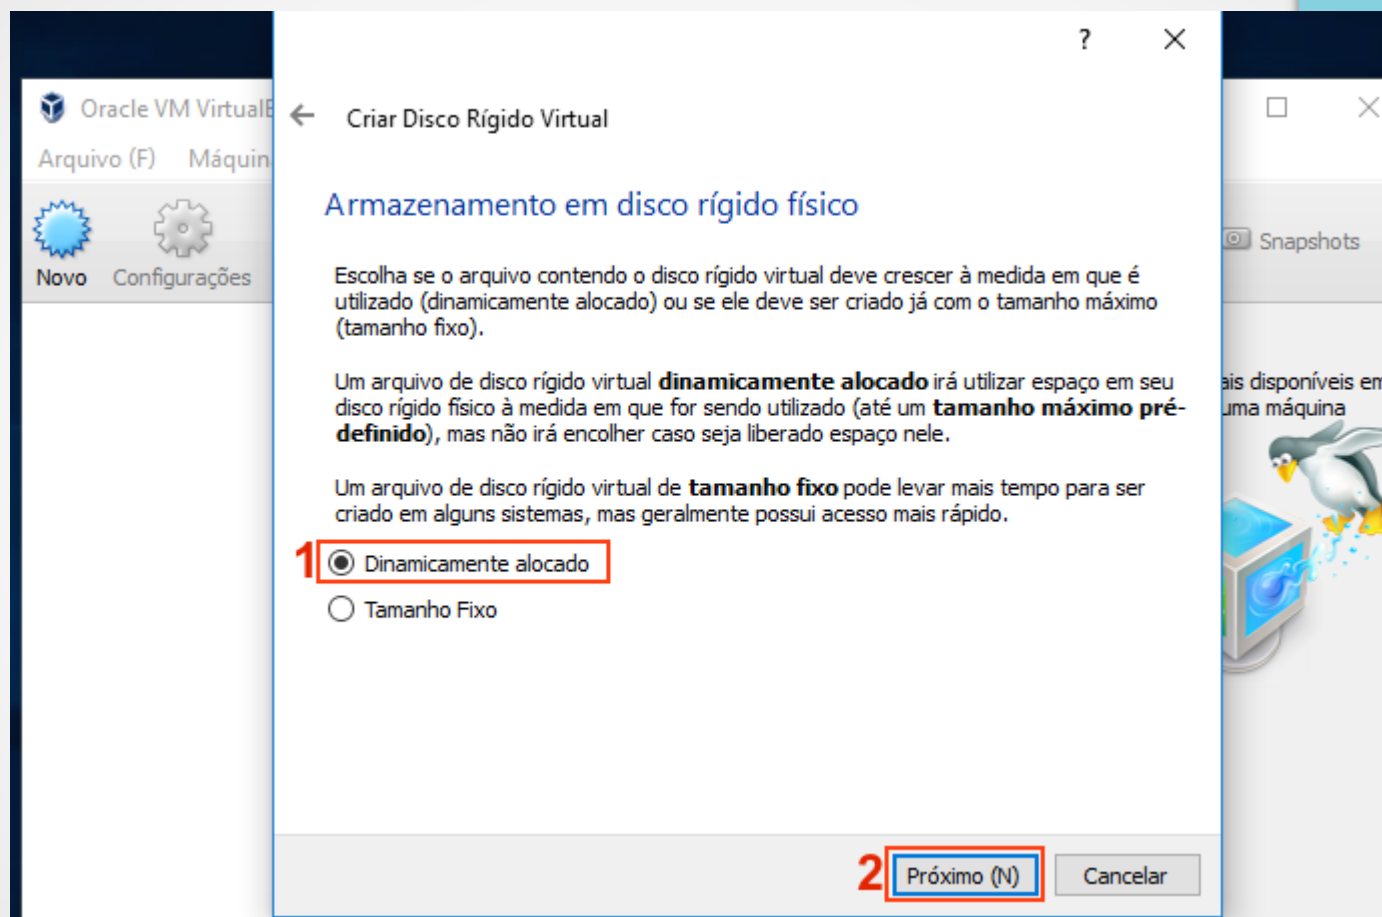 ?
Oracle VM VirtualB
Criar Disco Rígido Virtual
Arquivo (F) Máquin
Armazenamento em disco rígido físico
Novo Configurações
Snapshots
Escolha se o arquivo contendo o disco rígido virtual deve crescer à medida em que é
utilizado (dinamicamente alocado) ou se ele deve ser criado já com o tamanho máximo
(tamanho fixo).
Um arquivo de disco rígido virtual dinamicamente alocado irá utilizar espaço em seu
disco rígido físico à medida em que for sendo utilizado (até um tamanho máximo pré-
definido), mas não irá encolher caso seja liberado espaço nele.
ais disponíveis em
uma máquina
Um arquivo de disco rígido virtual de tamanho fixo pode levar mais tempo para ser
criado em alguns sistemas, mas geralmente possui acesso mais rápido.
1 Dinamicamente alocado
Tamanho Fixo
2 Próximo (N) Cancelar